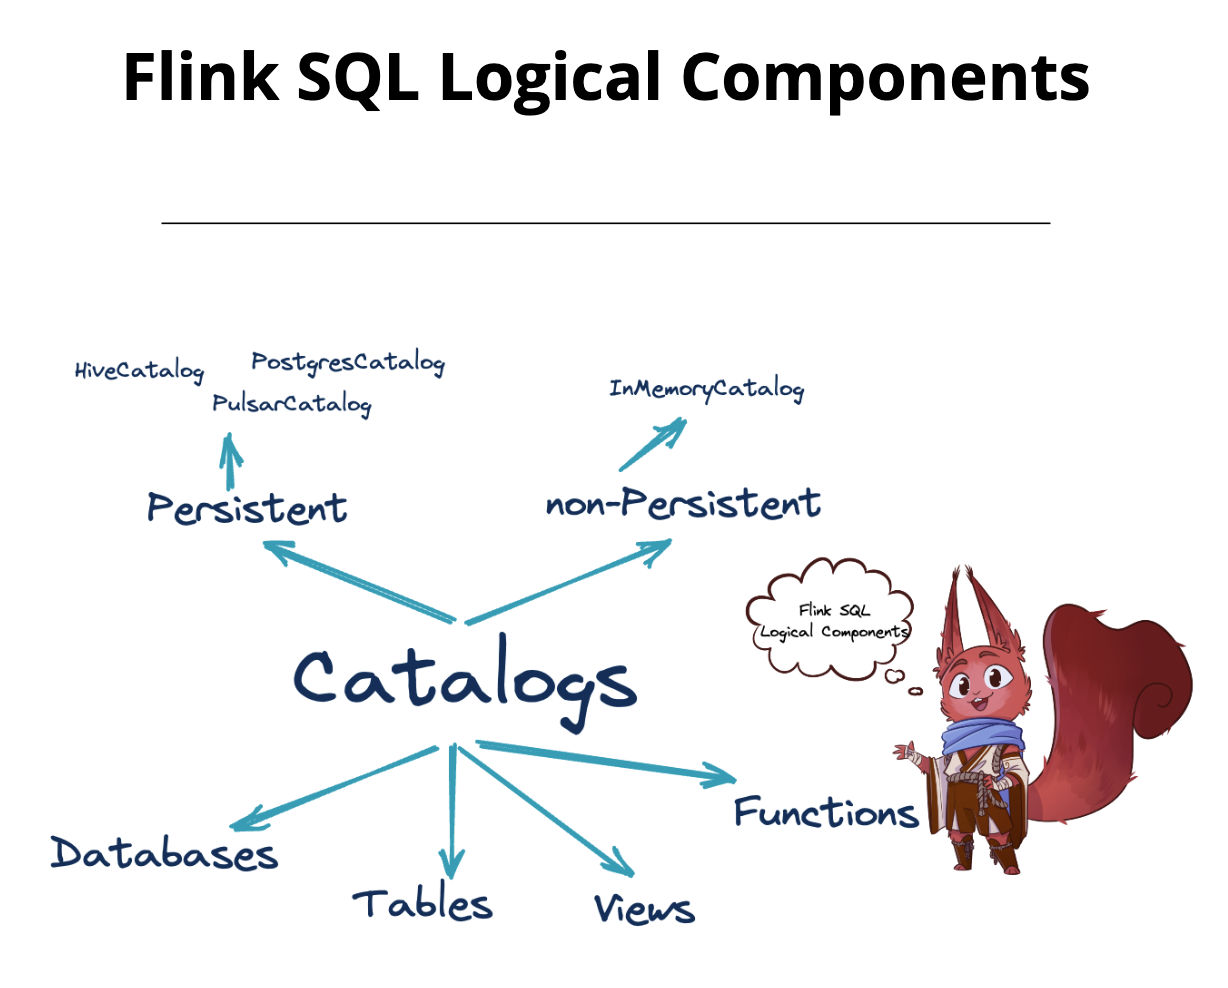 Flink SQL Logical Components
HiveCatalog
PostgresCatalog
PulsarCatalog
InMemoryCatalog
Persistent
non-Persistent
Flink SQL
Logical Components
Catalogs
Functions
Databases
Tables
Views